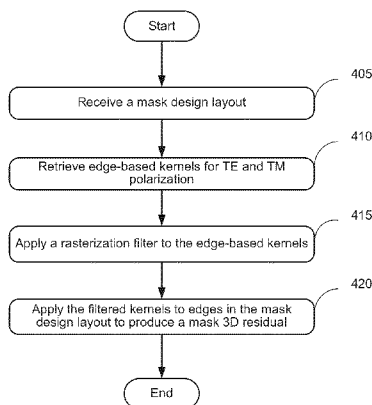 Start
405
Receive a mask design layout
410
Retrieve edge-based kernels for TE and TM
polarization
415
Apply a rasterization filter to the edge-based kernels
420
Apply the filtered kernels to edges in the mask
design layout to produce a mask 3D residual
End